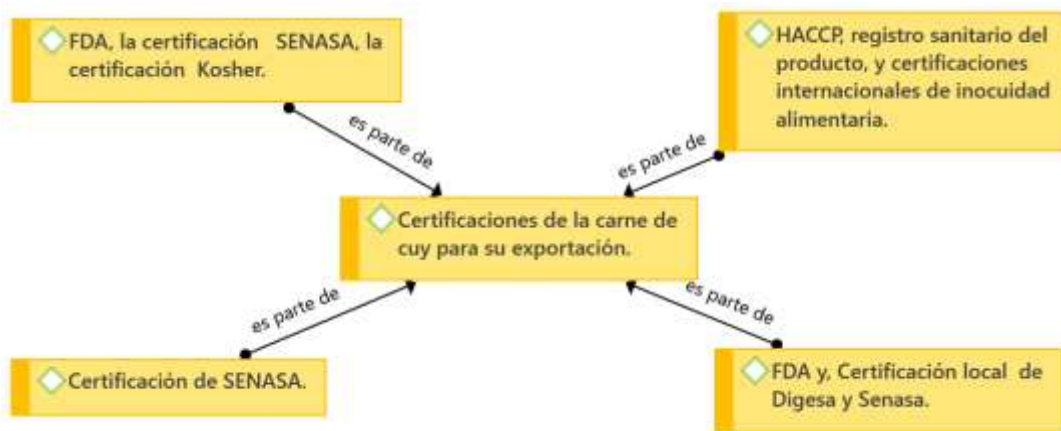 FDA, la certificación SENASA, la
certificación Kosher.
HACCP, registro sanitario del
producto, y certificaciones
internacionales de inocuidad
alimentaria.
es parte de
es parte de
Certificaciones de la carne de
cuy para su exportación.
es parte de
es parte de
Certificación de SENASA.
FDA y, Certificación local de
Digesa y Senasa.